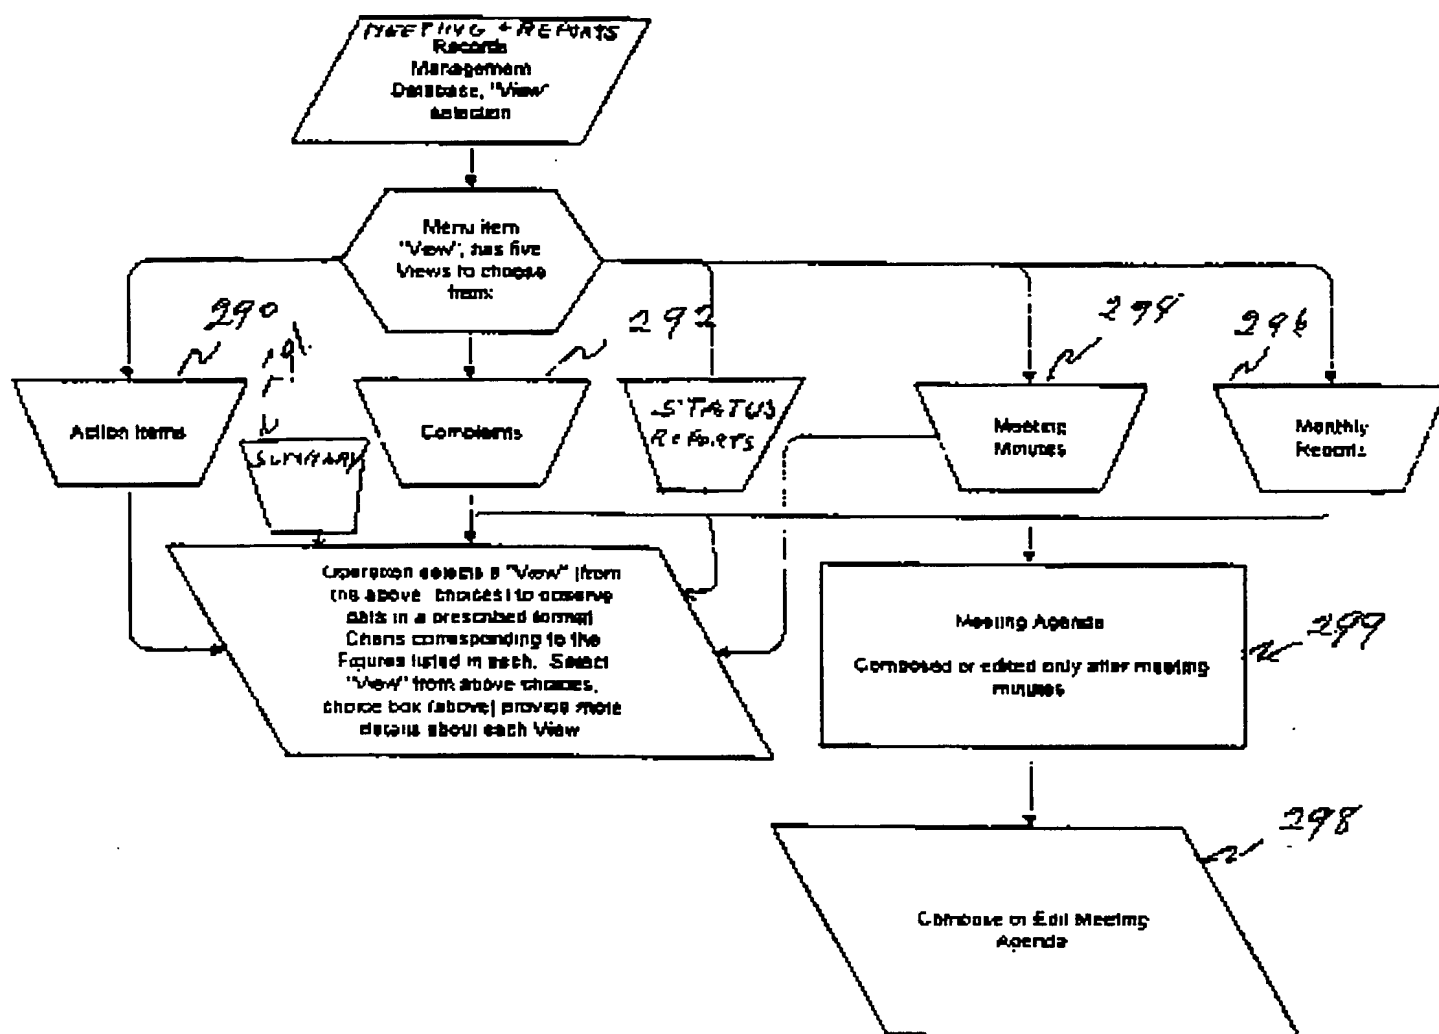 MEETING + REPORTS
Records
Management
Database, "View"
selection
Menu item
"View", has five
Views to choose
from:
290
292
294
296
Action Items
SUMMARY
Complaints
STATUS
REPORTS
Meeting
Minutes
Monthly
Reports
Operation selects a "View" (from
the above choices) to observe
data in a prescribed format
Charts corresponding to the
Figures listed in each. Select
"View" from above choices,
choice box (above) provide more
details about each View
Meeting Agenda
Composed or edited only after meeting
minutes
299
298
Compose or Edit Meeting
Agenda